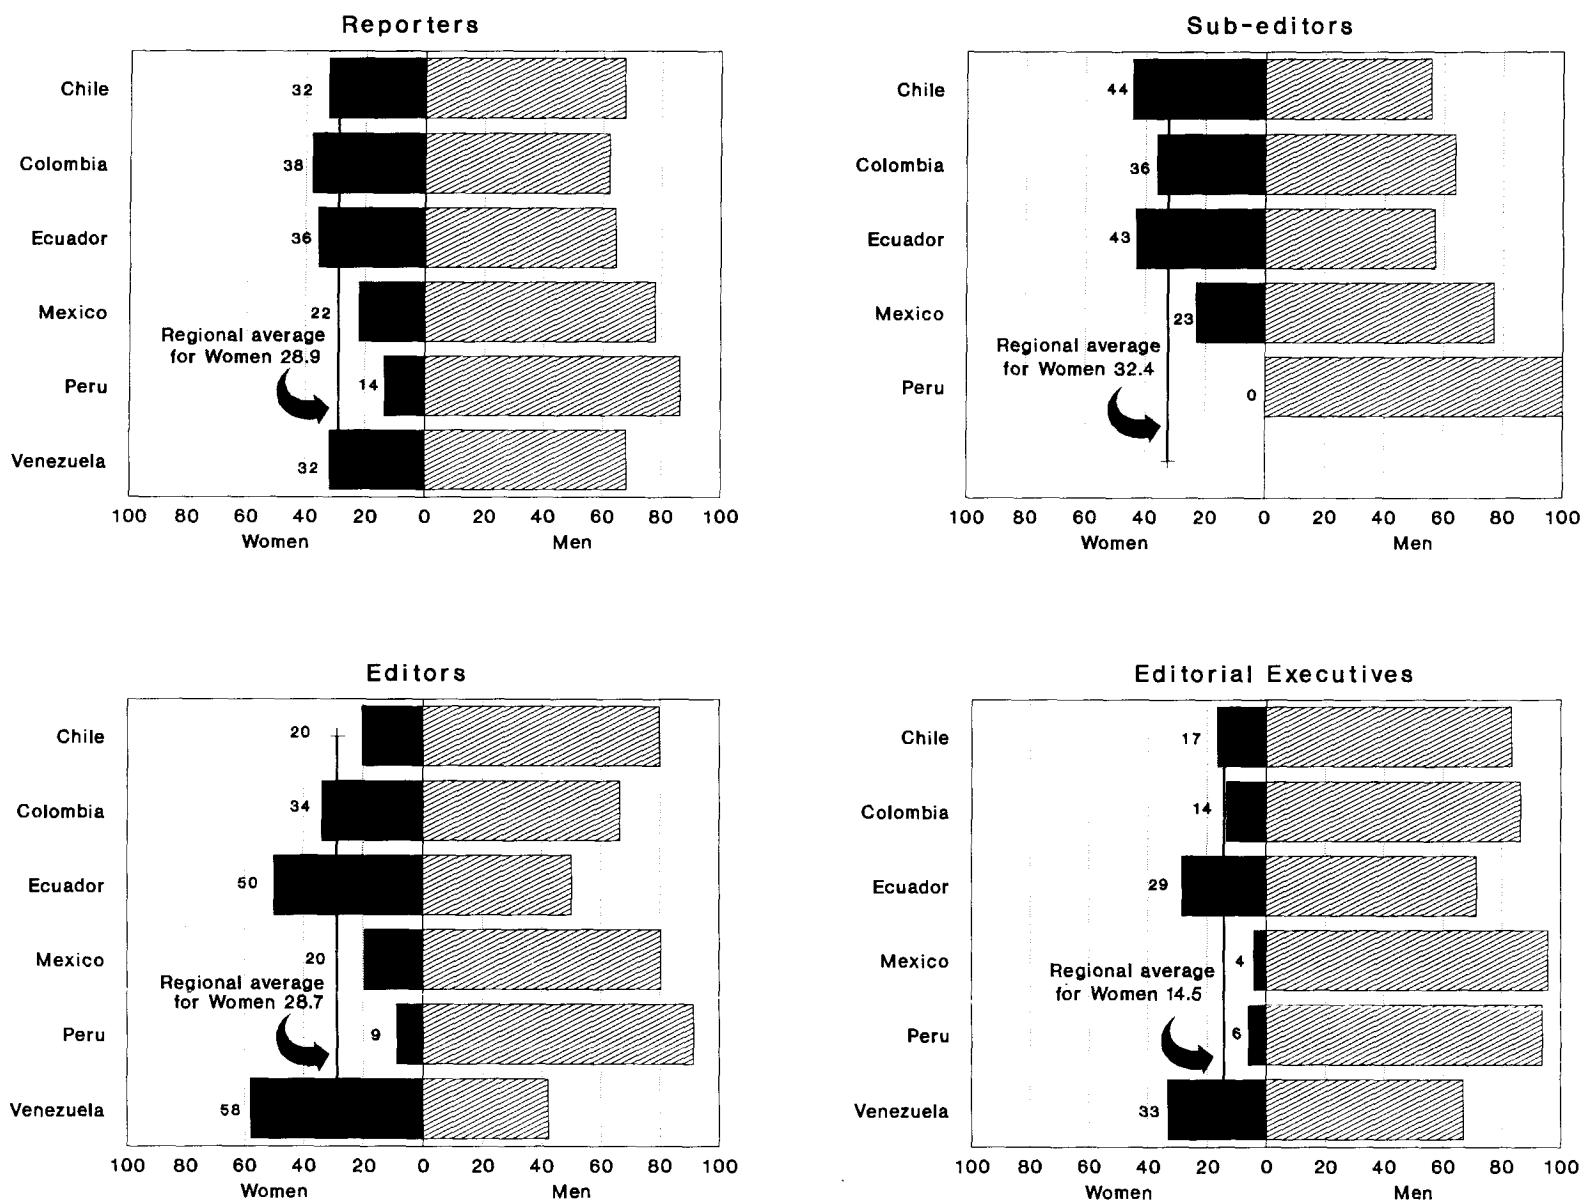 Reporters
Chile
32
Colombia
38
Ecuador
36
Mexico
22
Regional average
for Women 28.9
Peru
14
Venezuela
32
100 80 60 40 20 0 20 40 60 80 100
Women Men
Sub-editors
Chile
44
Colombia
36
Ecuador
43
Mexico
23
Regional average
for Women 32.4
Peru
0
100 80 60 40 20 0 20 40 60 80 100
Women Men
Editors
Chile
20
Colombia
34
Ecuador
50
Mexico
20
Regional average
for Women 28.7
Peru
9
Venezuela
58
100 80 60 40 20 0 20 40 60 80 100
Women Men
Editorial Executives
Chile
17
Colombia
14
Ecuador
29
Mexico
4
Regional average
for Women 14.5
Peru
6
Venezuela
33
100 80 60 40 20 0 20 40 60 80 100
Women Men